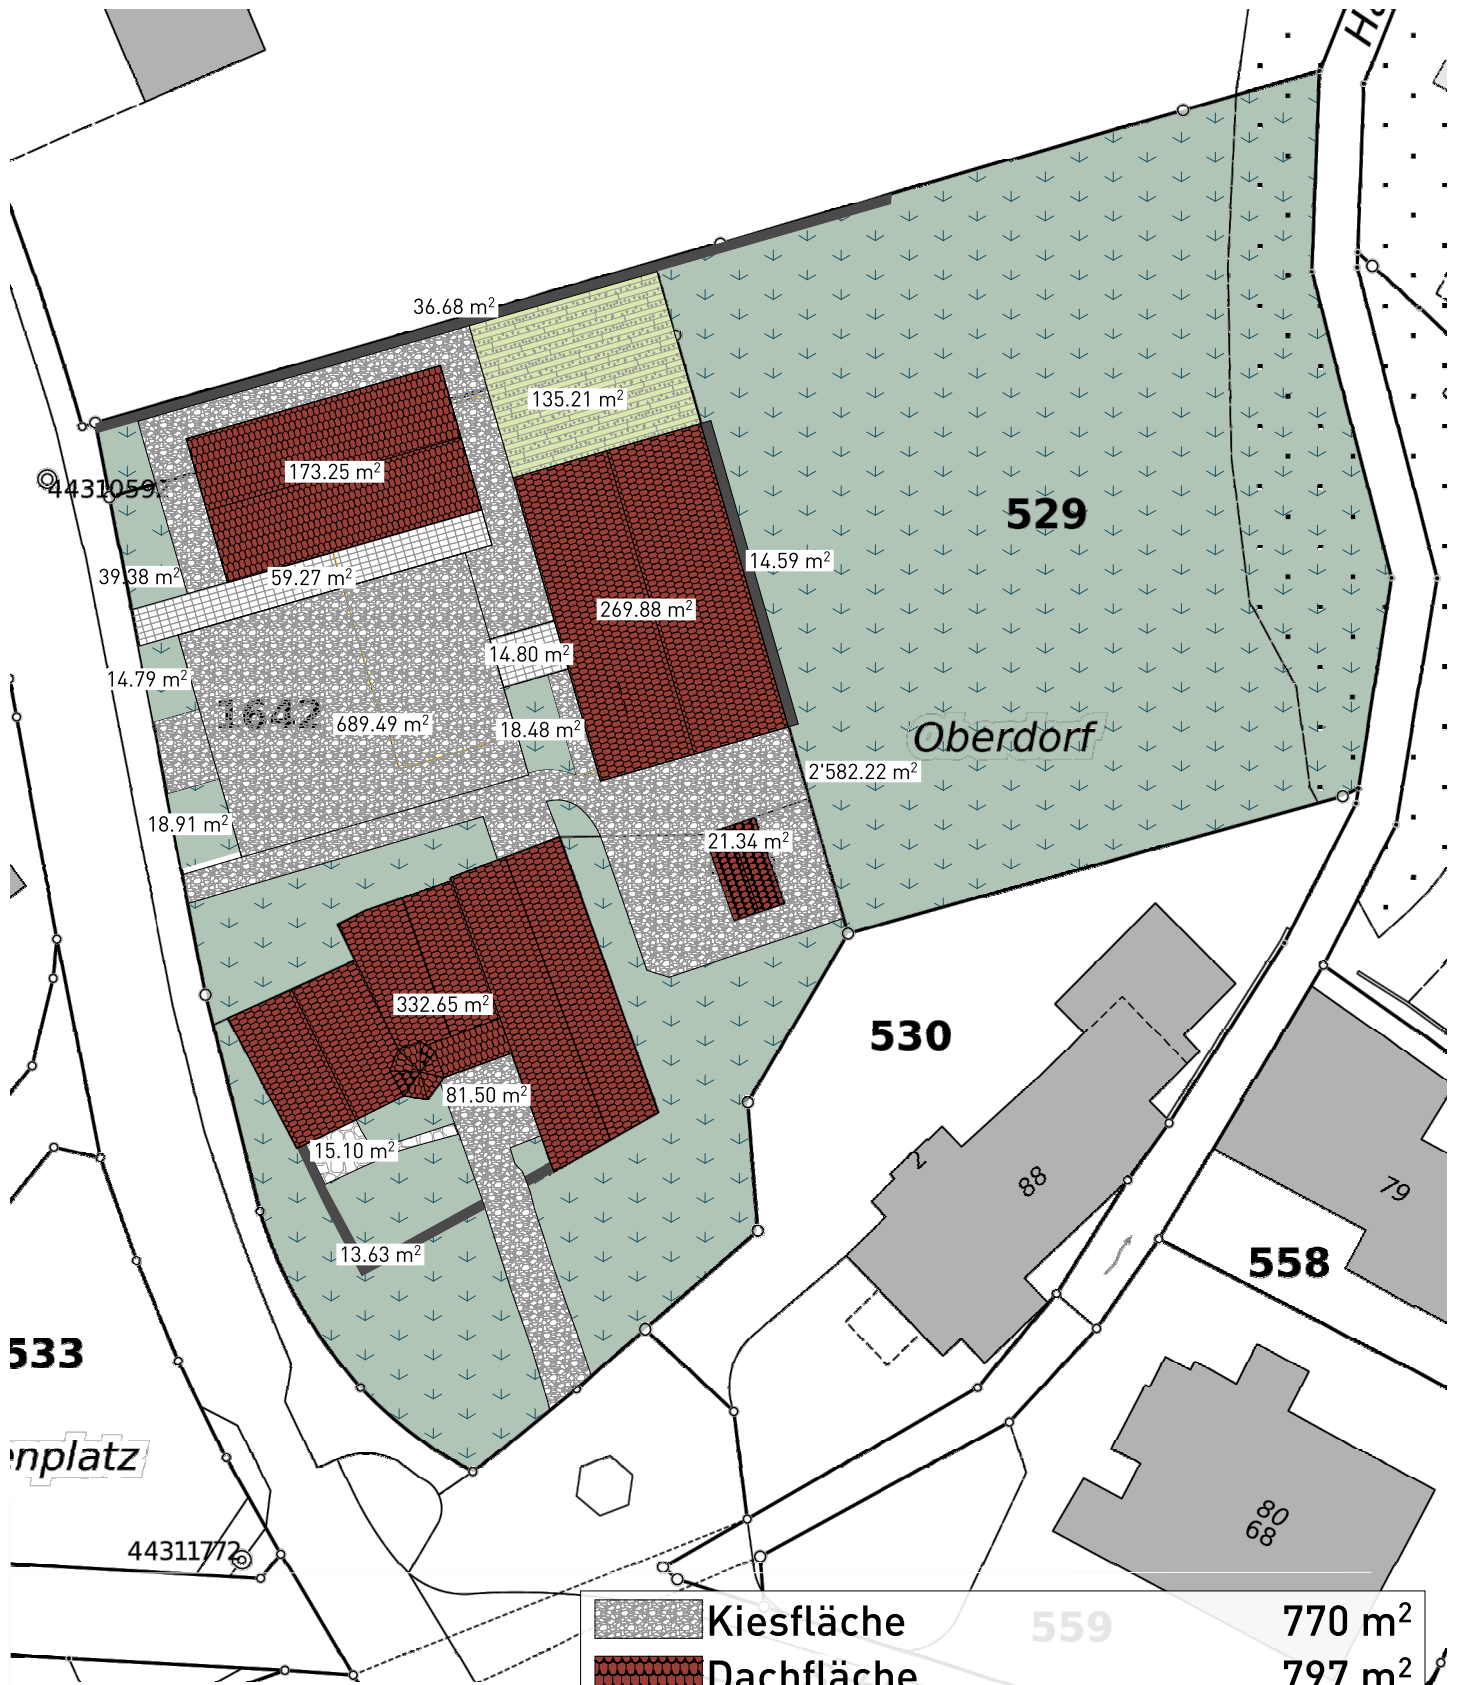 36.68 m²
135.21 m²
173.25 m²
529
39.38 m²
59.27 m²
14.59 m²
269.88 m²
14.80 m²
14.79 m²
1642
689.49 m²
18.48 m²
Oberdorf
2'582.22 m²
18.91 m²
21.34 m²
332.65 m²
530
81.50 m²
15.10 m²
2
88
79
13.63 m²
558
533
enplatz
80
68
44311772
559
Kiesfläche 770 m²
Dachfläche 797 m²